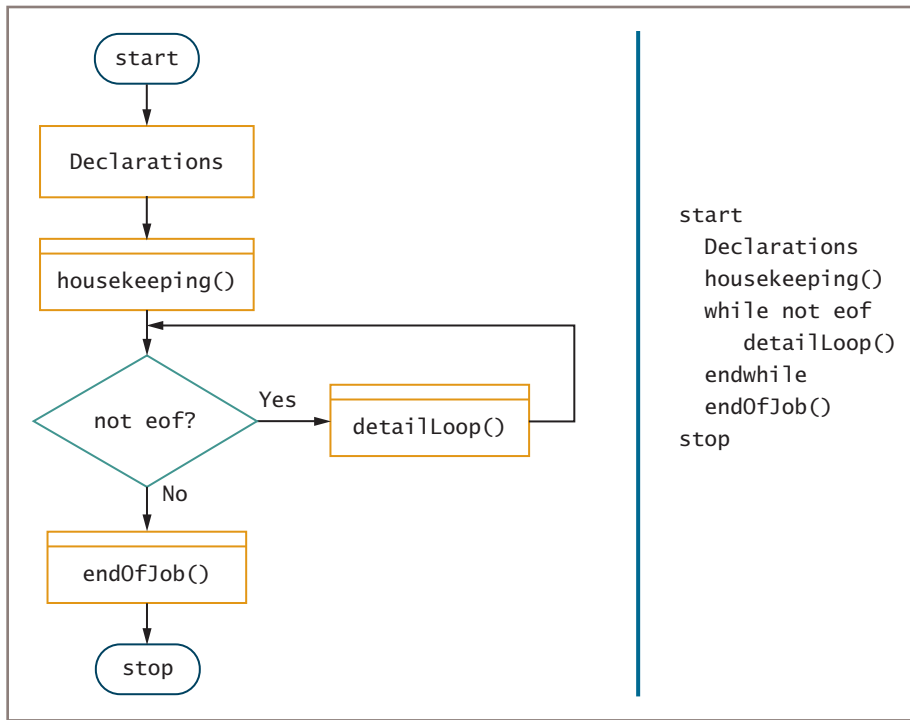 start
Declarations
housekeeping()
not eof?
Yes
detailLoop()
No
endOfJob()
stop
start
Declarations
housekeeping()
while not eof
detailLoop()
endwhile
endOfJob()
stop